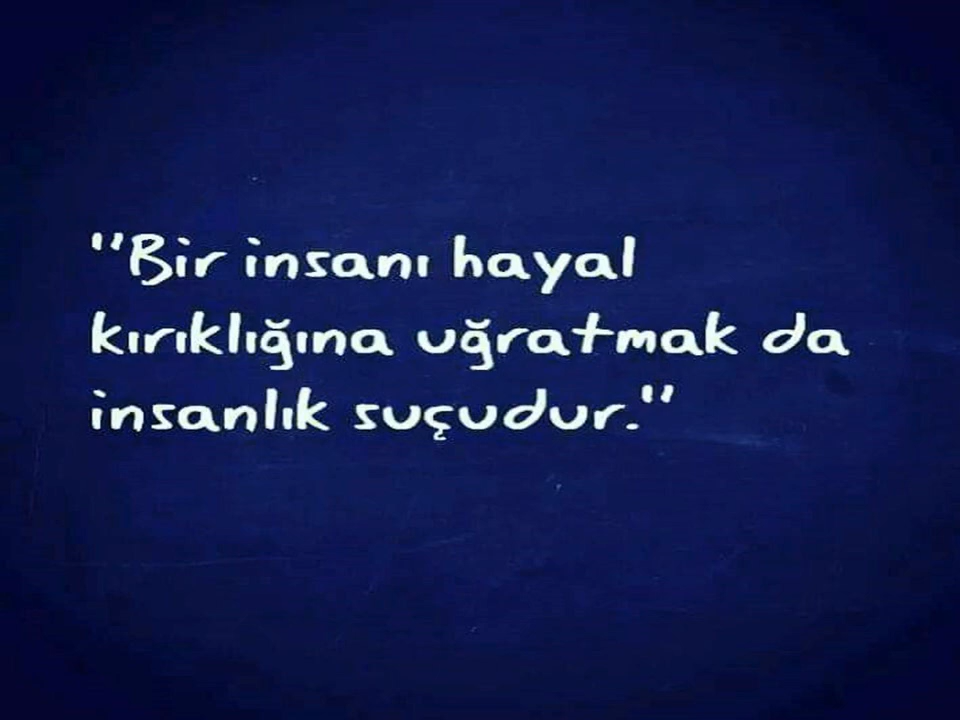 "Bir insanı hayal
kırıklığına uğratmak da
insanlık suçudur."